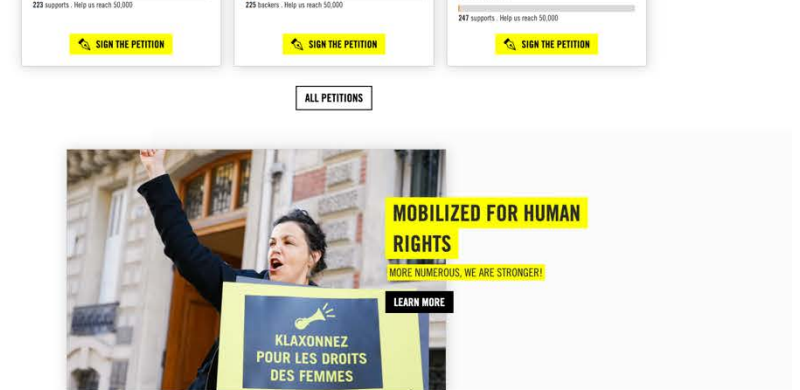 223 supports . Help us reach 50,000
225 backers . Help us reach 50,000
247 supports . Help us reach 50,000
SIGN THE PETITION
SIGN THE PETITION
SIGN THE PETITION
ALL PETITIONS
MOBILIZED FOR HUMAN
RIGHTS
MORE NUMEROUS, WE ARE STRONGER!
LEARN MORE
KLAXONNEZ
POUR LES DROITS
DES FEMMES